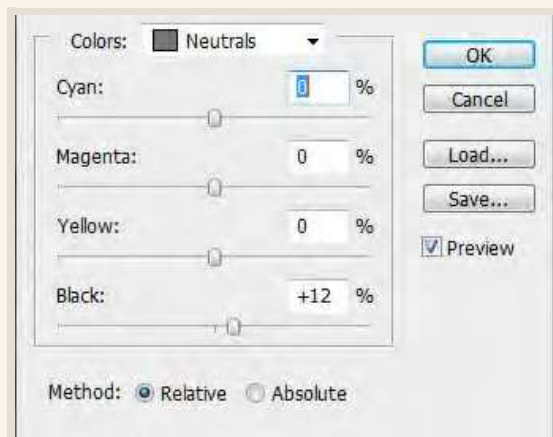 Colors: Neutrals
OK
Cyan: 0 %
Cancel
Magenta: 0 %
Load...
Save...
Yellow: 0 %
Preview
Black: +12 %
Method: Relative Absolute